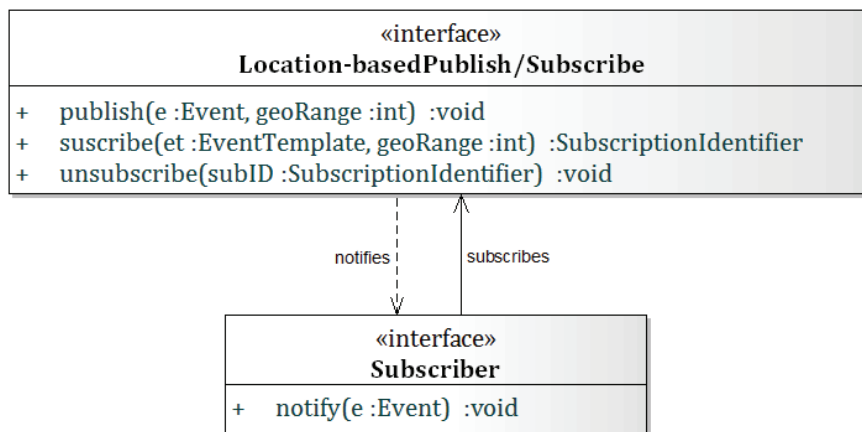 «interface»
Location-basedPublish/Subscribe
+ publish(e :Event, geoRange :int) :void
+ suscribe(et :EventTemplate, geoRange :int) :SubscriptionIdentifier
+ unsubscribe(subID :SubscriptionIdentifier) :void
notifies subscribes
«interface»
Subscriber
+ notify(e :Event) :void